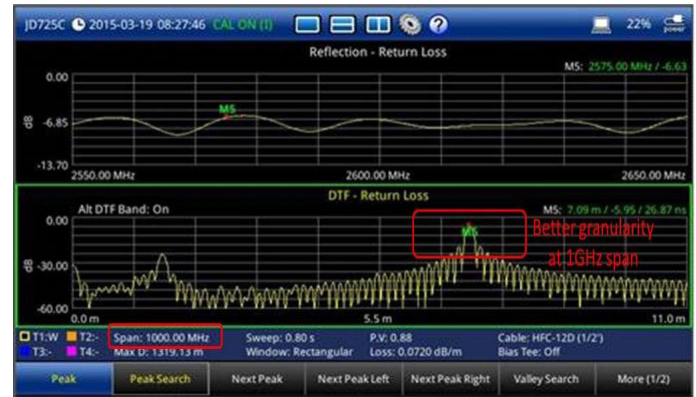 JD725C 2015-03-19 08:27:46 CAL ON (I) ? 22% power
Reflection - Return Loss
M5: 2575.00 MHz / -6.63
0.00
M5
dB -6.85
-13.70
2550.00 MHz 2600.00 MHz 2650.00 MHz
DTF - Return Loss
Alt DTF Band: On M5: 7.09 m / -5.95 / 26.87 ns
0.00
M5
Better granularity
at 1GHz span
dB -30.00
-60.00
0.0 m 5.5 m 11.0 m
T1:W T2:- Span: 1000.00 MHz Sweep: 0.80 s P.V: 0.88 Cable: HFC-12D (1/2')
T3:- T4:- Max D: 1319.13 m Window: Rectangular Loss: 0.0720 dB/m Bias Tee: Off
Peak Peak Search Next Peak Next Peak Left Next Peak Right Valley Search More (1/2)